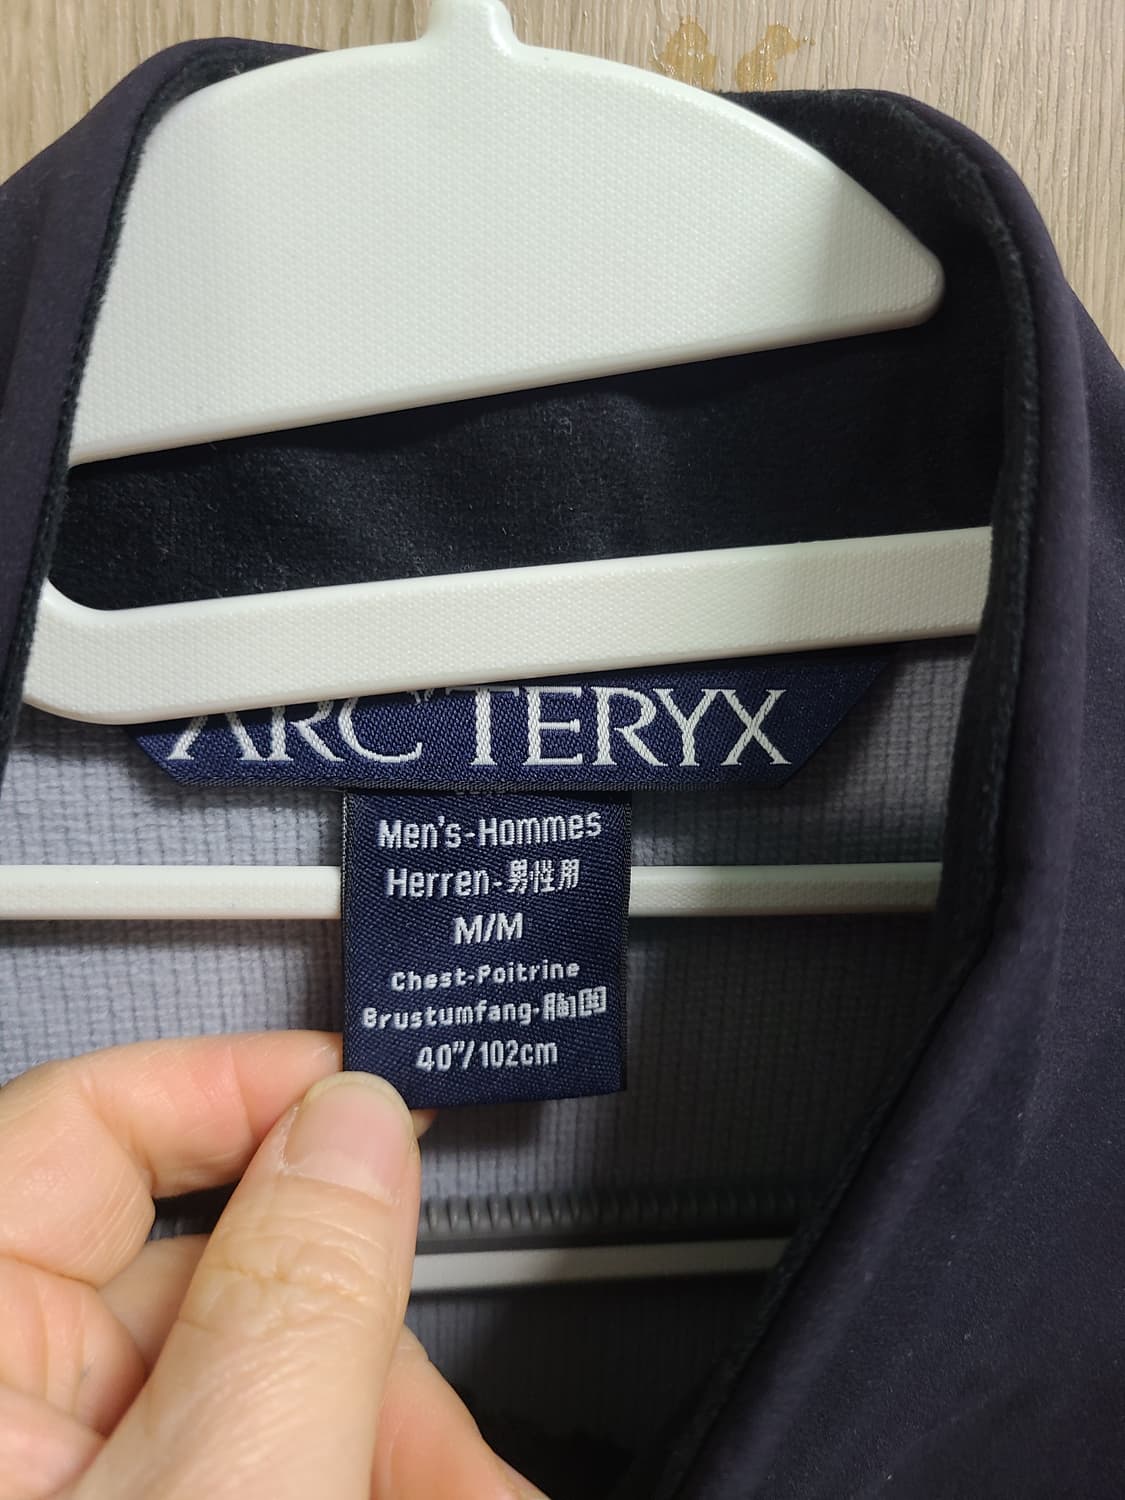 ARC'TERYX
Men's-Hommes
Herren-男性用
M/M
Chest-Poitrine
Brustumfang-胸囲
40"/102cm